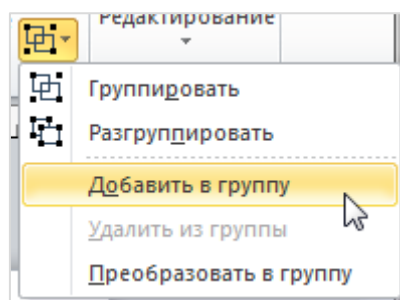 Редактирование
Группировать
Разгруппировать
Добавить в группу
Удалить из группы
Преобразовать в группу